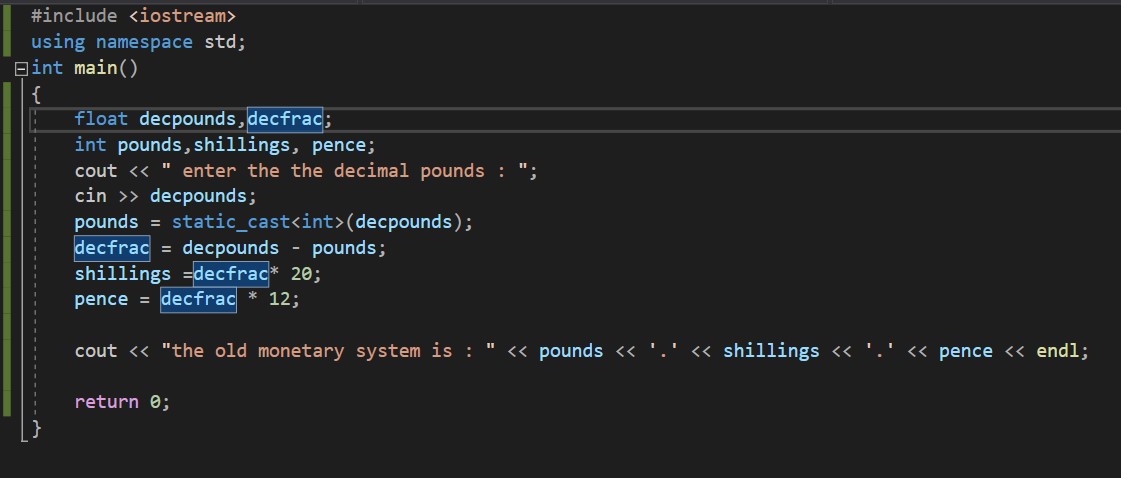 #include <iostream>
using namespace std;
int main()
{
float decpounds,decfrac;
int pounds,shillings, pence;
cout << " enter the the decimal pounds : ";
cin >> decpounds;
pounds = static_cast<int>(decpounds);
decfrac = decpounds - pounds;
shillings =decfrac* 20;
pence = decfrac * 12;
cout << "the old monetary system is : " << pounds << '.' << shillings << '.' << pence << endl;
return 0;
}